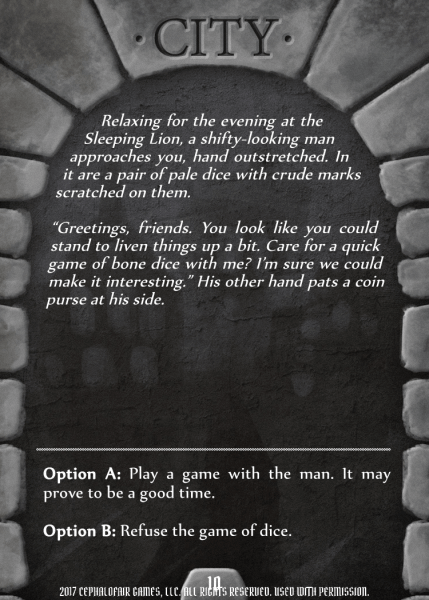 · CITY ·
Relaxing for the evening at the
Sleeping Lion, a shifty-looking man
approaches you, hand outstretched. In
it are a pair of pale dice with crude marks
scratched on them.
“Greetings, friends. You look like you could
stand to liven things up a bit. Care for a quick
game of bone dice with me? I’m sure we could
make it interesting.” His other hand pats a coin
purse at his side.
Option A: Play a game with the man. It may
prove to be a good time.
Option B: Refuse the game of dice.
10
2017 CEPHALOFAIR GAMES, LLC. ALL RIGHTS RESERVED. USED WITH PERMISSION.